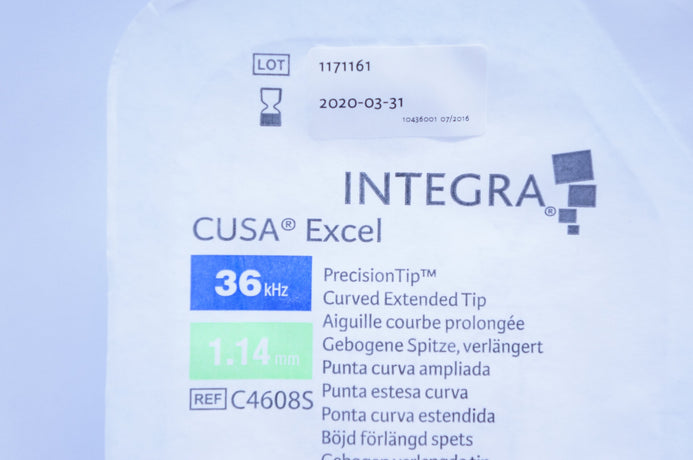 LOT 1171161
2020-03-31
10436001 07/2016
INTEGRA®
CUSA® Excel
36 kHz
1.14 mm
REF C4608S
PrecisionTip™
Curved Extended Tip
Aiguille courbe prolongée
Gebogene Spitze, verlängert
Punta curva ampliada
Punta estesa curva
Ponta curva estendida
Böjd förlängd spets